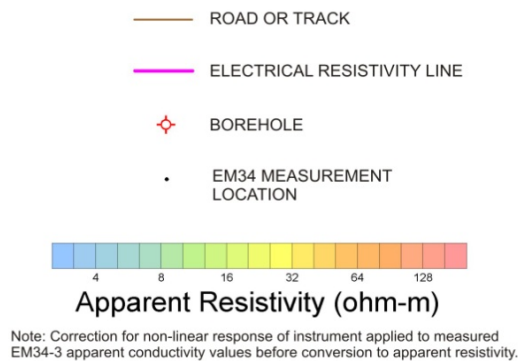 ROAD OR TRACK
ELECTRICAL RESISTIVITY LINE
BOREHOLE
EM34 MEASUREMENT
LOCATION
4 8 16 32 64 128
Apparent Resistivity (ohm-m)
Note: Correction for non-linear response of instrument applied to measured
EM34-3 apparent conductivity values before conversion to apparent resistivity.